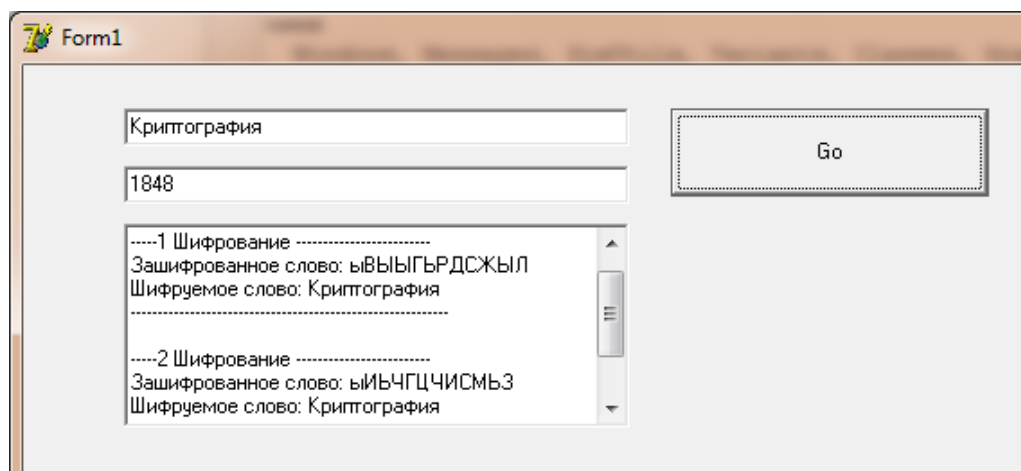 Form1
Криптография
Go
1848
-----1 Шифрование -------------------------
Зашифрованное слово: ыВЫЫГЬРДСЖЫЛ
Шифруемое слово: Криптография
-----------------------------------------------------------

-----2 Шифрование -------------------------
Зашифрованное слово: ыИЬЧГЦЧИСМЬЗ
Шифруемое слово: Криптография